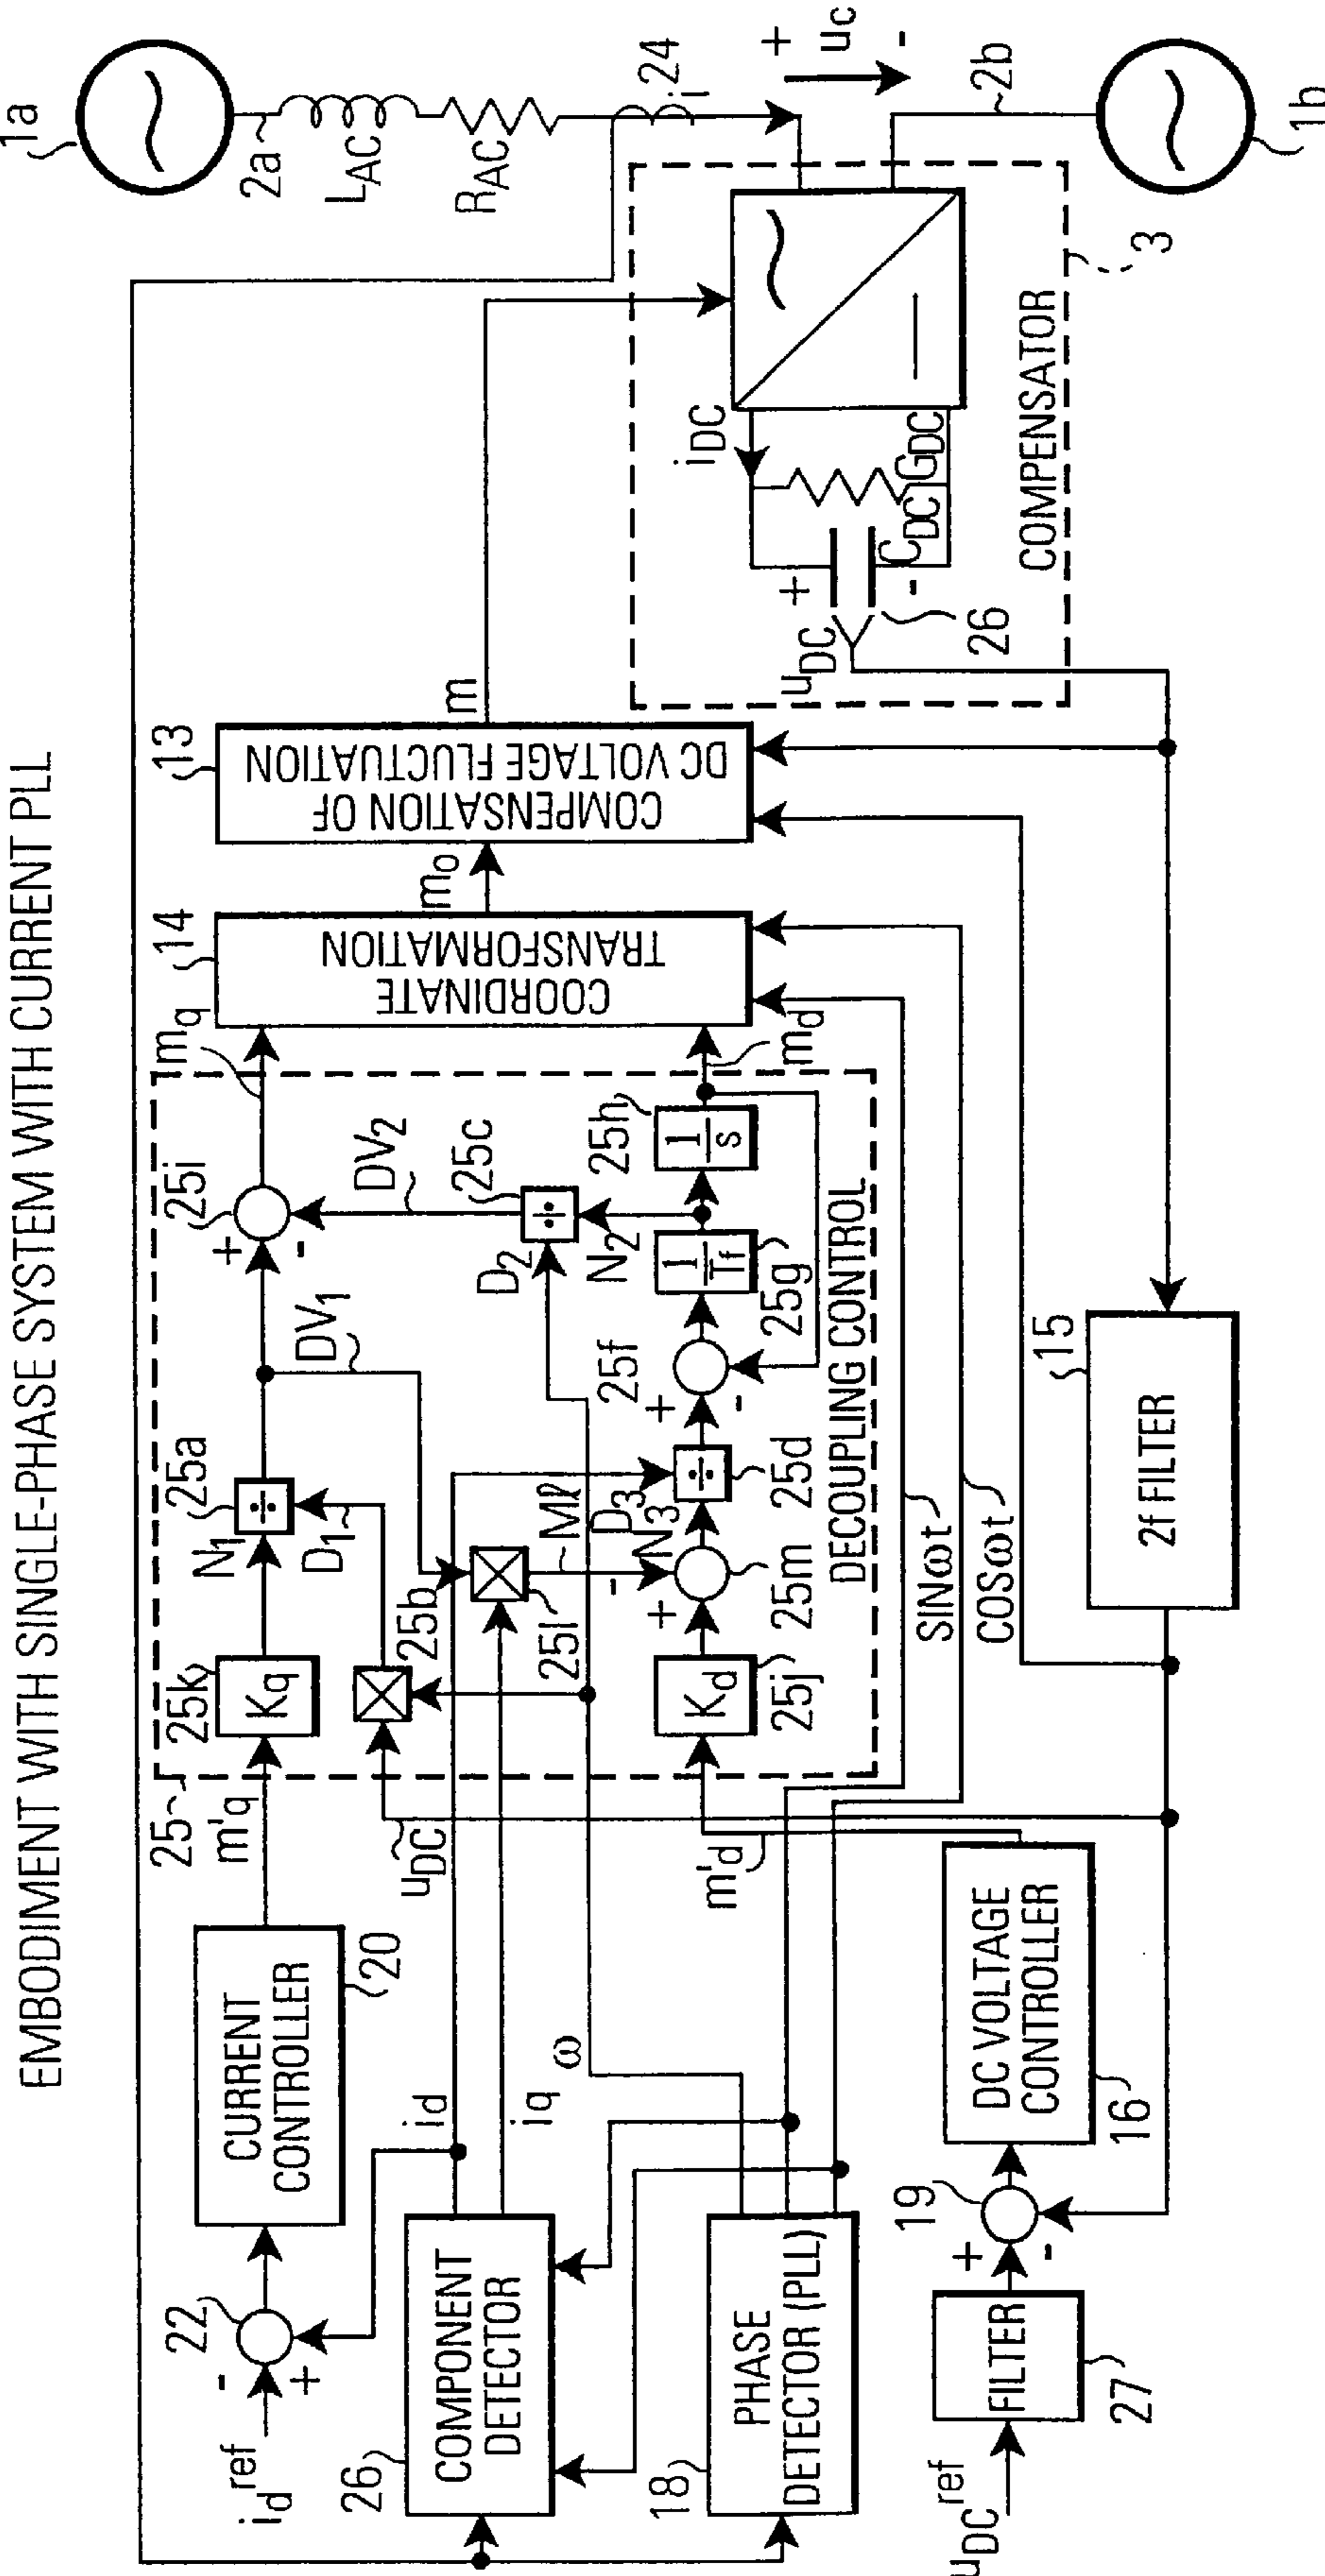 EMBODIMENT WITH SINGLE-PHASE SYSTEM WITH CURRENT PLL
i_d^ref
-
+
22
CURRENT
CONTROLLER
20
m'q
25
25k
Kq
N1
25a
÷
D1
DV1
+
-
25i
DV2
mq
14
COORDINATE
TRANSFORMATION
mo
13
COMPENSATION OF
DC VOLTAGE FLUCTUATION
m
26
COMPONENT
DETECTOR
id
iq
ω
uDC
25b
25l
Mℓ
D2
÷
25c
N2
18
PHASE
DETECTOR (PLL)
m'd
Kd
25j
+
-
25m
N3
D3
÷
25d
+
-
25f
1
Tf
25g
1
s
25h
md
DECOUPLING CONTROL
SINωt
COSωt
uDC^ref
FILTER
27
+
-
19
DC VOLTAGE
CONTROLLER
16
2f FILTER
15
1a
2a
LAC
RAC
24
i
+
uc
-
2b
1b
iDC
GDC
CDC
+
-
uDC
26
COMPENSATOR
3